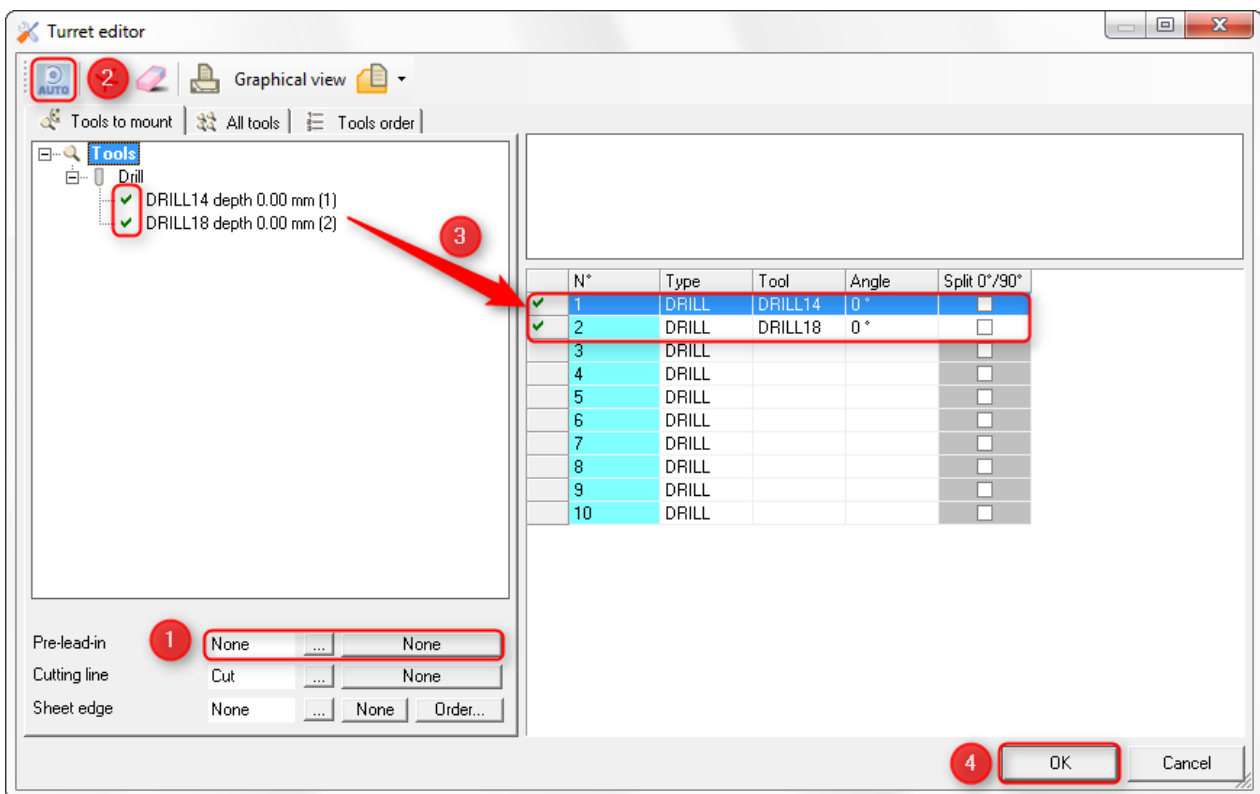 Turret editor
AUTO 2 Graphical view
Tools to mount All tools Tools order
Tools
Drill
DRILL14 depth 0.00 mm (1)
DRILL18 depth 0.00 mm (2)
3
N° Type Tool Angle Split 0°/90°
1 DRILL DRILL14 0 °
2 DRILL DRILL18 0 °
3 DRILL
4 DRILL
5 DRILL
6 DRILL
7 DRILL
8 DRILL
9 DRILL
10 DRILL
Pre-lead-in 1 None ... None
Cutting line Cut ... None
Sheet edge None ... None Order...
4 OK Cancel